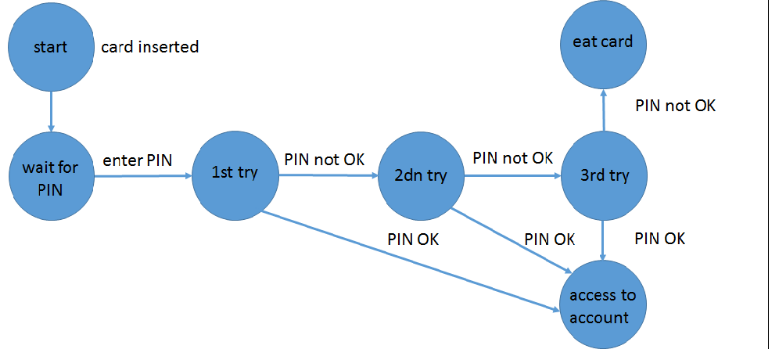 start
card inserted
eat card
PIN not OK
wait for
PIN
enter PIN
1st try
PIN not OK
2dn try
PIN not OK
3rd try
PIN OK
PIN OK
PIN OK
access to
account